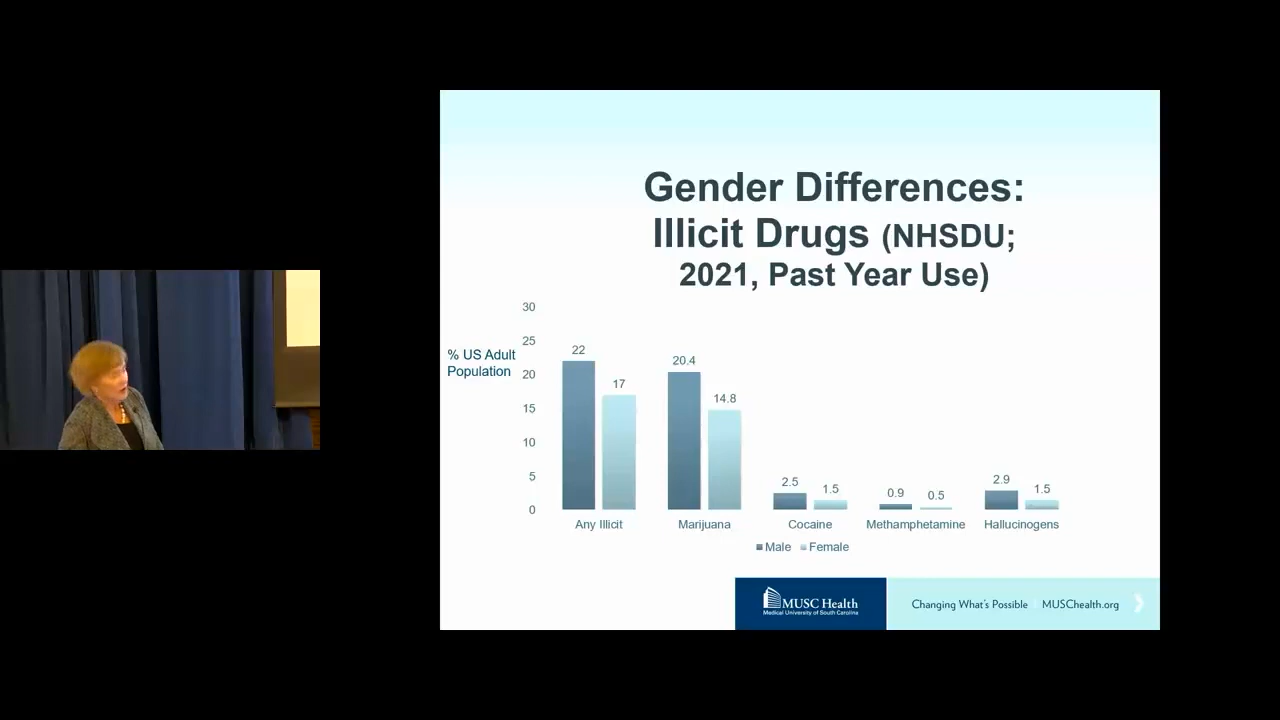 Gender Differences:
Illicit Drugs (NHSDU;
2021, Past Year Use)
% US Adult
Population
30
25
20
15
10
5
0
22
17
20.4
14.8
2.5
1.5
0.9
0.5
2.9
1.5
Any Illicit
Marijuana
Cocaine
Methamphetamine
Hallucinogens
Male
Female
MUSC Health
Medical University of South Carolina
Changing What's Possible
MUSChealth.org